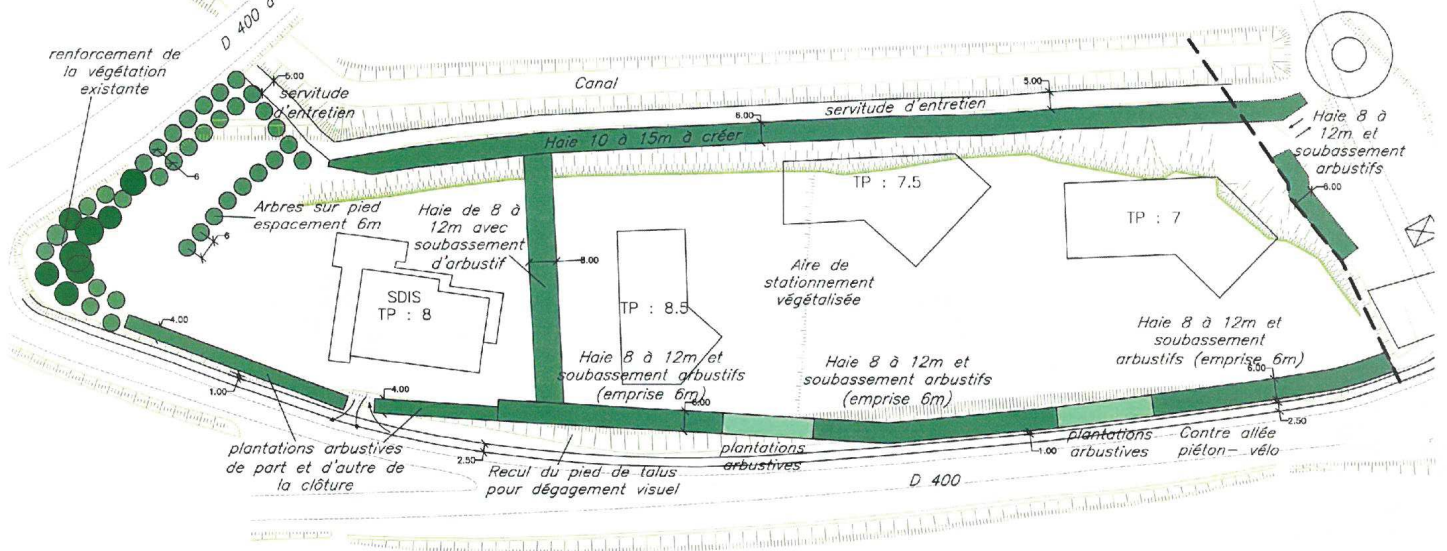 D 400 a
renforcement de
la végétation
existante
5.00
servitude
d'entretien
Canal
5.00
servitude d'entretien
6.00
Haie 10 à 15m à créer
Haie 8 à
12m et
soubassement
arbustifs
6.00
6
Arbres sur pied
espacement 6m
6
Haie de 8 à
12m avec
soubassement
d'arbustif
8.00
TP : 7.5
TP : 7
Aire de
stationnement
végétalisée
SDIS
TP : 8
TP : 8.5
4.00
1.00
4.00
Haie 8 à 12m et
soubassement arbustifs
(emprise 6m)
6.00
Haie 8 à 12m et
soubassement arbustifs
(emprise 6m)
Haie 8 à 12m et
soubassement
arbustifs (emprise 6m)
6.00
2.50
plantations arbustives
de part et d'autre de
la clôture
2.50
Recul du pied de talus
pour dégagement visuel
plantations
arbustives
1.00
plantations
arbustives
Contre allée
piéton- vélo
D 400